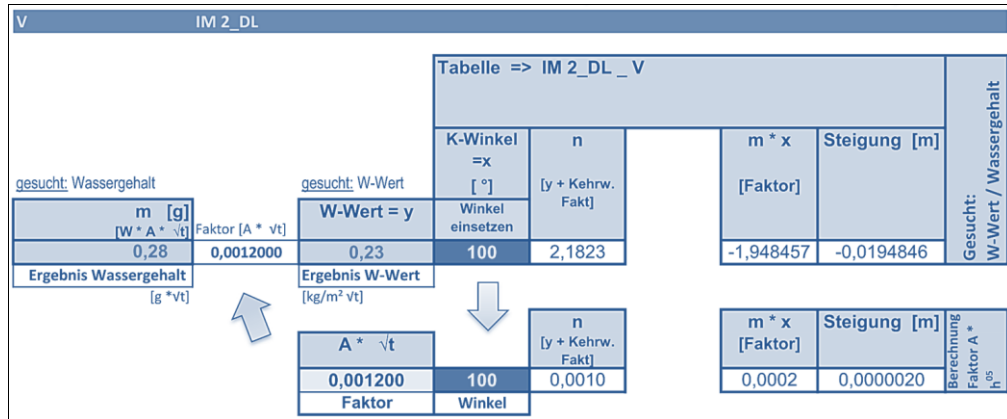 V IM 2_DL
Tabelle => IM 2_DL _ V
K-Winkel n m * x Steigung [m]
=x
[ °] [y + Kehrw. [Faktor]
Fakt]
gesucht: Wassergehalt gesucht: W-Wert
m [g] Faktor [A * √t] W-Wert = y Winkel
[W * A * √t] einsetzen
0,28 0,0012000 0,23 100 2,1823 -1,948457 -0,0194846
Ergebnis Wassergehalt Ergebnis W-Wert
[g *√t] [kg/m² √t]
Gesucht:
W-Wert / Wassergehalt
A * √t n m * x Steigung [m]
[y + Kehrw. [Faktor]
Fakt]
0,001200 100 0,0010 0,0002 0,0000020
Faktor Winkel
Berechnung
Faktor A *
h⁰⁵